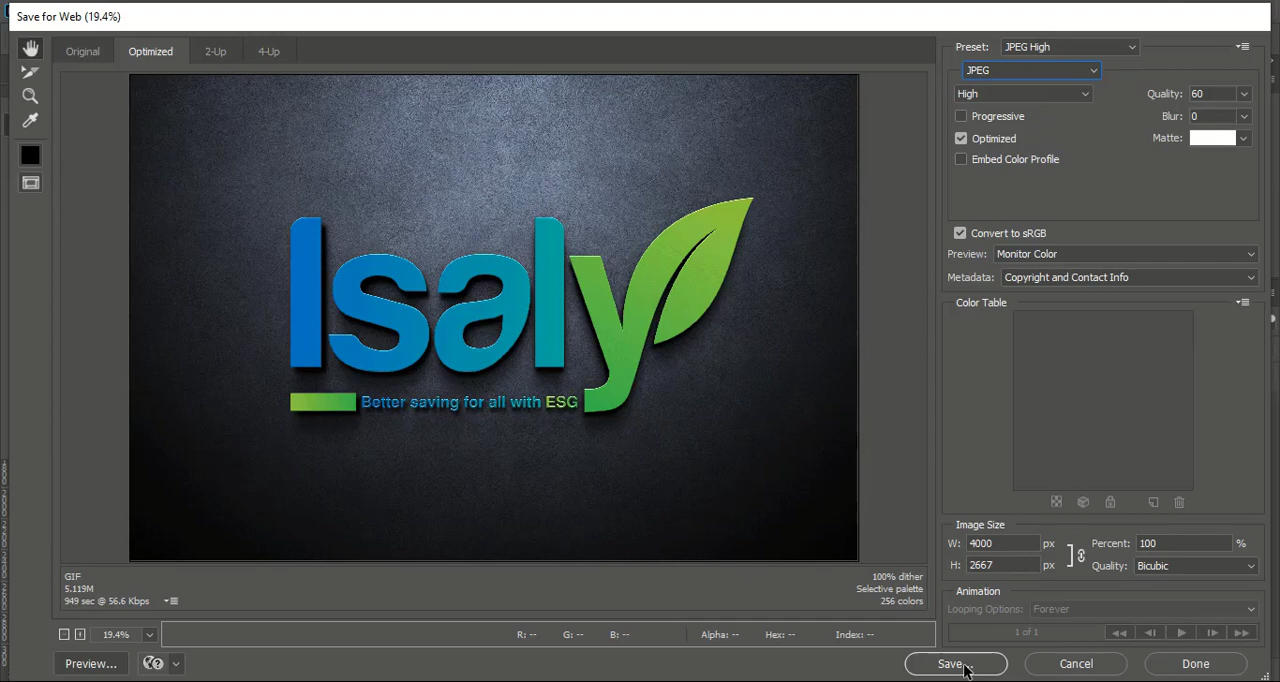 Save for Web (19.4%)
Original Optimized 2-Up 4-Up
Preset: JPEG High
JPEG
High Quality: 60
Progressive Blur: 0
Optimized Matte:
Embed Color Profile
Convert to sRGB
Preview: Monitor Color
Metadata: Copyright and Contact Info
Color Table
Isaly
Better saving for all with ESG
Image Size
W: 4000 px Percent: 100 %
H: 2667 px Quality: Bicubic
GIF 100% dither
5.119M Selective palette
949 sec @ 56.6 Kbps 256 colors
Animation
Looping Options: Forever
1 of 1
19.4% R: -- G: -- B: -- Alpha: -- Hex: -- Index: --
Preview... Save... Cancel Done